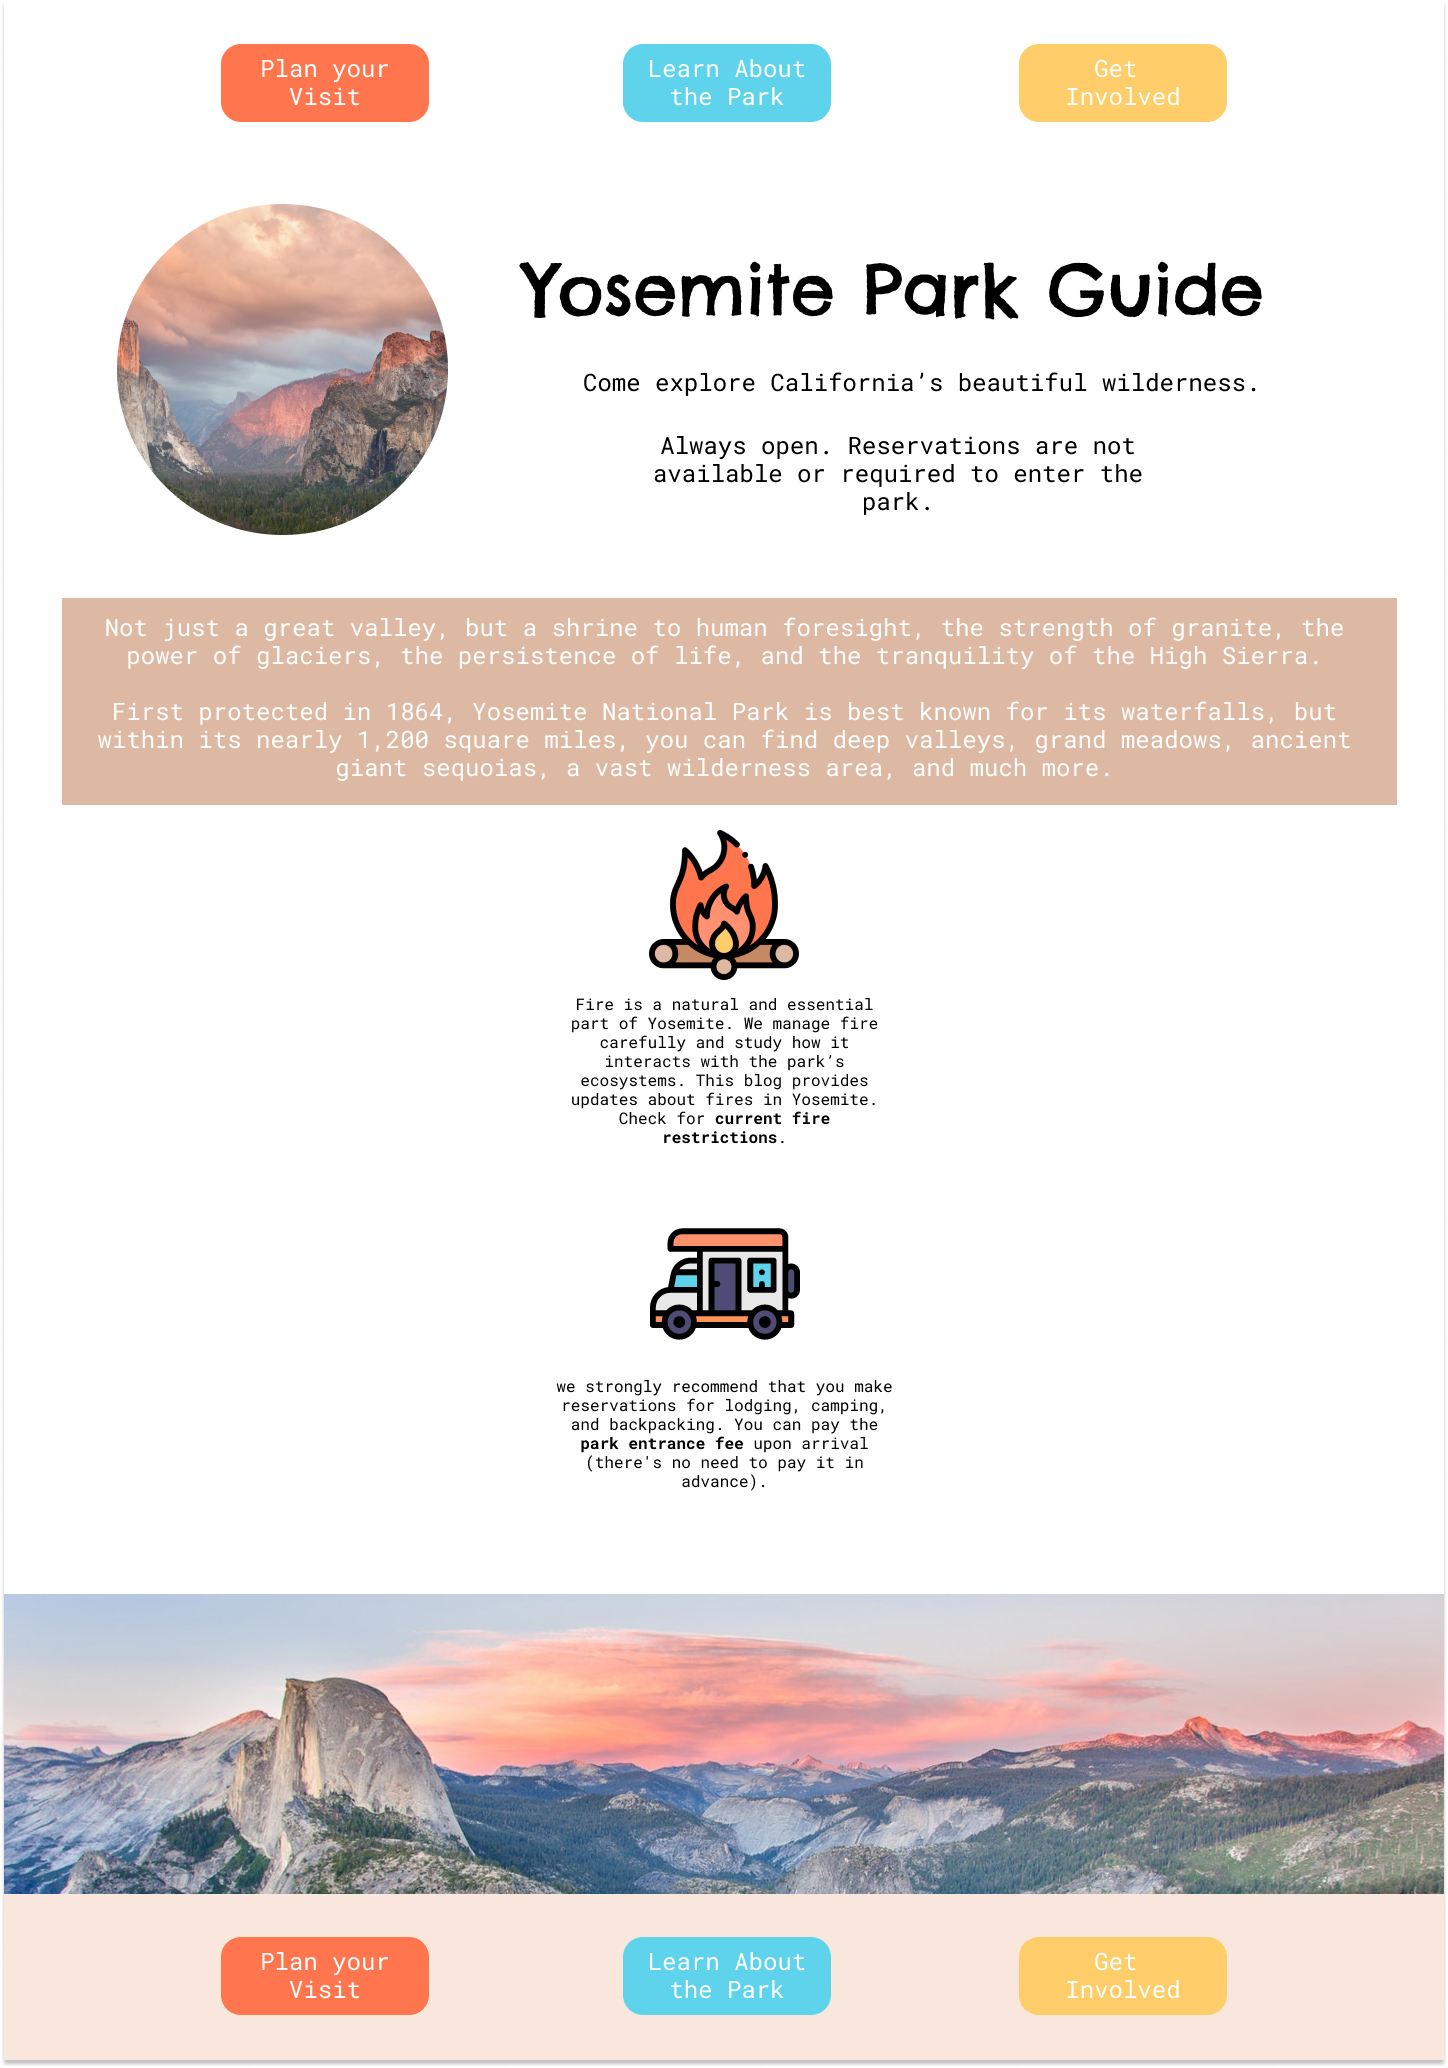 Plan your
Visit
Learn About
the Park
Get
Involved
Yosemite Park Guide
Come explore California’s beautiful wilderness.
Always open. Reservations are not
available or required to enter the
park.
Not just a great valley, but a shrine to human foresight, the strength of granite, the
power of glaciers, the persistence of life, and the tranquility of the High Sierra.
First protected in 1864, Yosemite National Park is best known for its waterfalls, but
within its nearly 1,200 square miles, you can find deep valleys, grand meadows, ancient
giant sequoias, a vast wilderness area, and much more.
Fire is a natural and essential
part of Yosemite. We manage fire
carefully and study how it
interacts with the park’s
ecosystems. This blog provides
updates about fires in Yosemite.
Check for current fire
restrictions.
we strongly recommend that you make
reservations for lodging, camping,
and backpacking. You can pay the
park entrance fee upon arrival
(there's no need to pay it in
advance).
Plan your
Visit
Learn About
the Park
Get
Involved